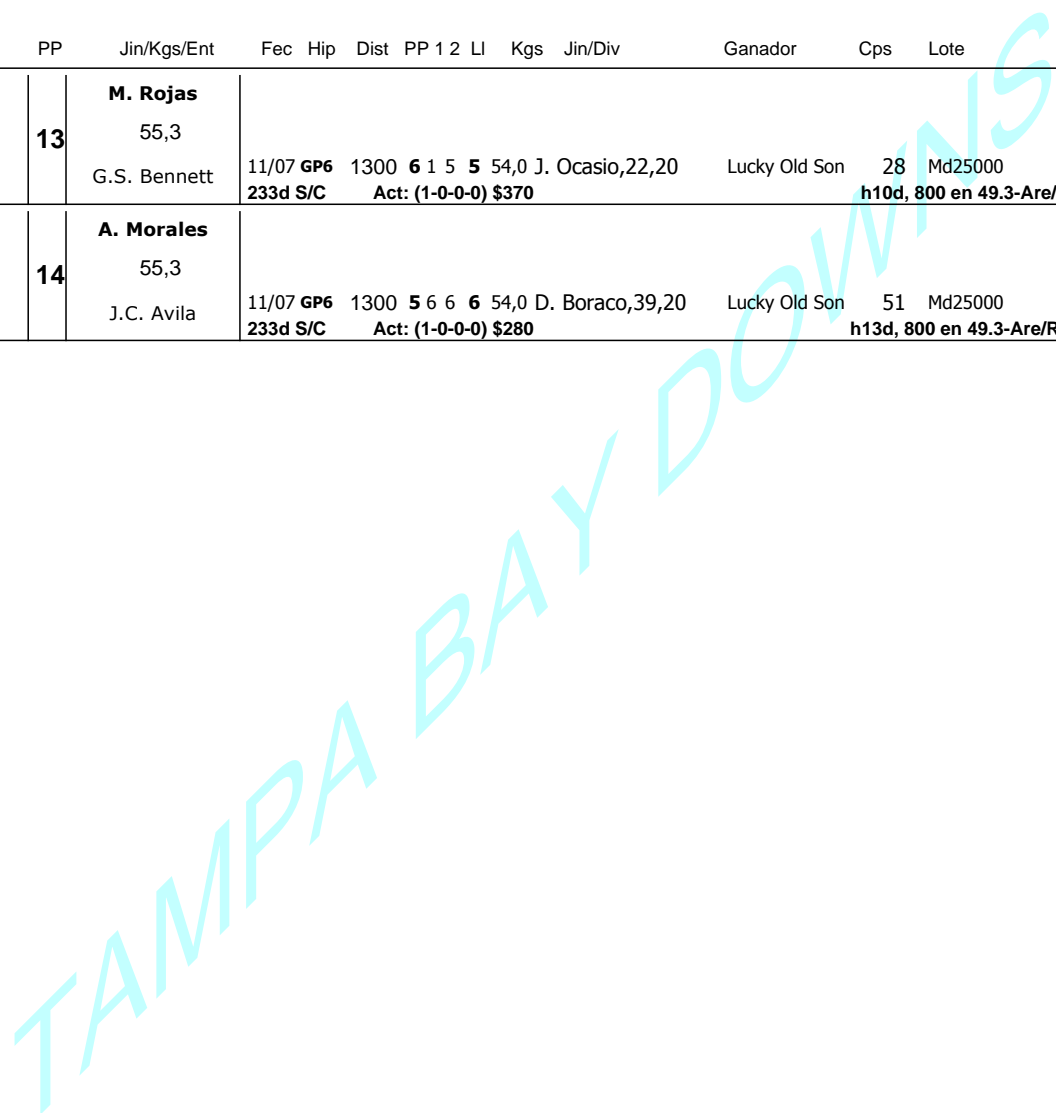 PP Jin/Kgs/Ent Fec Hip Dist PP 1 2 Ll Kgs Jin/Div Ganador Cps Lote
M. Rojas
13 55,3
G.S. Bennett 11/07 GP6 1300 6 1 5 5 54,0 J. Ocasio,22,20 Lucky Old Son 28 Md25000
233d S/C Act: (1-0-0-0) $370 h10d, 800 en 49.3-Are/
A. Morales
14 55,3
J.C. Avila 11/07 GP6 1300 5 6 6 6 54,0 D. Boraco,39,20 Lucky Old Son 51 Md25000
233d S/C Act: (1-0-0-0) $280 h13d, 800 en 49.3-Are/R
TAMPA BAY DOWNS